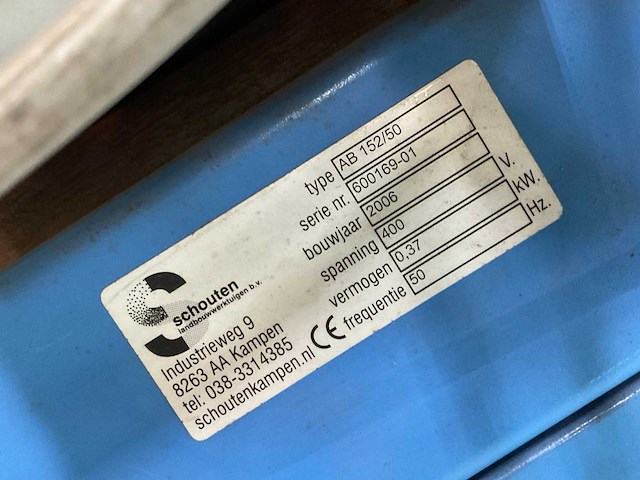 Schouten
landbouwwerktuigen b.v.
Industrieweg 9
8263 AA Kampen
tel: 038-3314385
schoutenkampen.nl
CE
type AB 152/50
serie nr. 600169-01
bouwjaar 2006
spanning 400 V.
vermogen 0,37 kW.
frequentie 50 Hz.